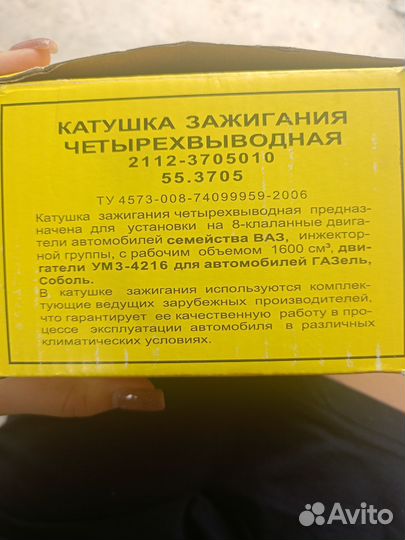 КАТУШКА ЗАЖИГАНИЯ
ЧЕТЫРЕХВЫВОДНАЯ
2112-3705010
55.3705
ТУ 4573-008-74099959-2006
Катушка зажигания четырехвыводная предназ-
начена для установки на 8-клаланные двига-
тели автомобилей семейства ВАЗ, инжектор-
ной группы, с рабочим объемом 1600 см³, дви-
гатели УМЗ-4216 для автомобилей ГАЗель,
Соболь.
В катушке зажигания используются комплек-
тующие ведущих зарубежных производителей,
что гарантирует ее качественную работу в про-
цессе эксплуатации автомобиля в различных
климатических условиях.
Avito